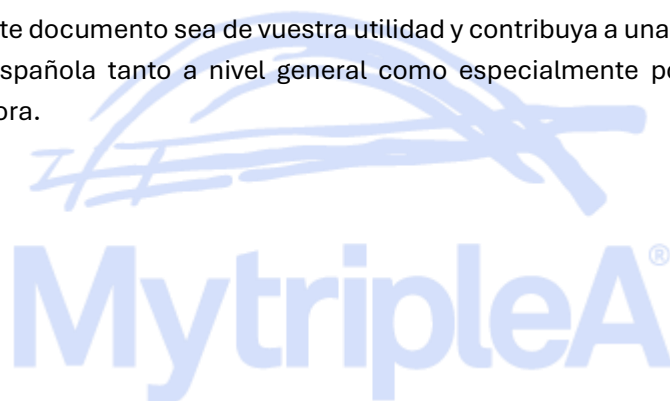 te documento sea de vuestra utilidad y contribuya a una
spañola tanto a nivel general como especialmente po
ora.
MytripleA®